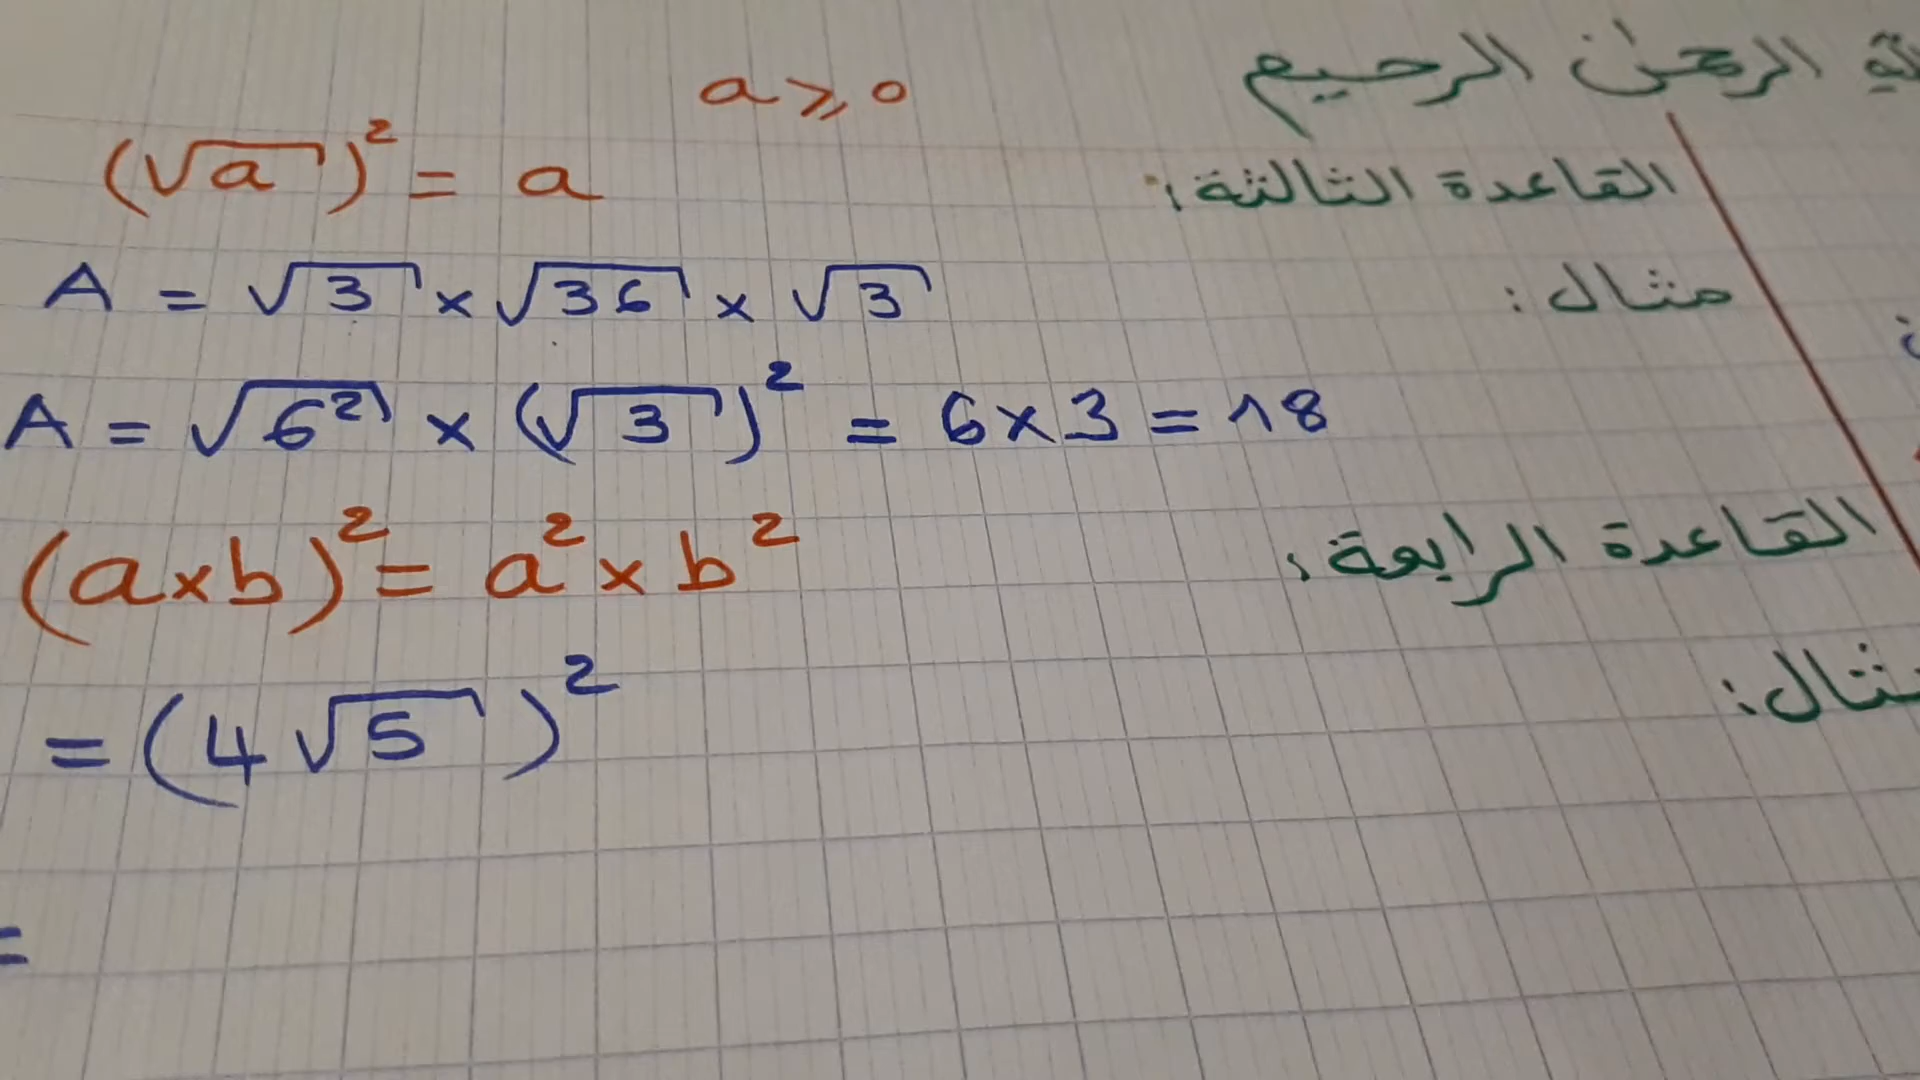 الرحمن الرحيم
القاعدة الثالثة: (√a)² = a a ⩾ 0
مثال: A = √3 × √36 × √3
A = √6² × (√3)² = 6 × 3 = 18
القاعدة الرابعة: (a×b)² = a² × b²
= (4√5)²
=